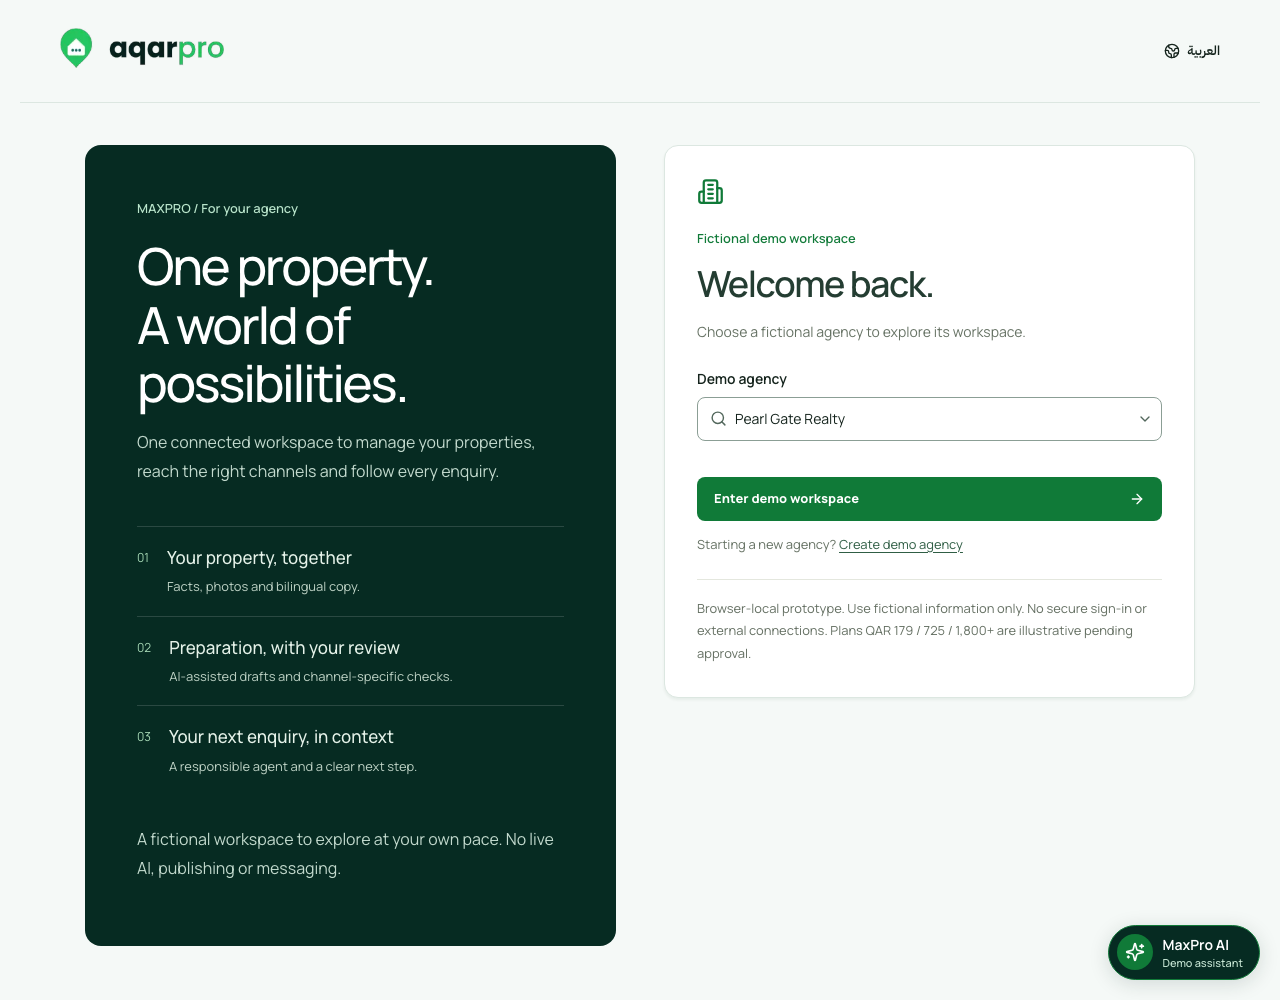 aqarpro
العربية
MAXPRO / For your agency
One property.
A world of
possibilities.
One connected workspace to manage your properties,
reach the right channels and follow every enquiry.
01 Your property, together
Facts, photos and bilingual copy.
02 Preparation, with your review
AI-assisted drafts and channel-specific checks.
03 Your next enquiry, in context
A responsible agent and a clear next step.
A fictional workspace to explore at your own pace. No live
AI, publishing or messaging.
Fictional demo workspace
Welcome back.
Choose a fictional agency to explore its workspace.
Demo agency
Pearl Gate Realty
Enter demo workspace
Starting a new agency? Create demo agency
Browser-local prototype. Use fictional information only. No secure sign-in or
external connections. Plans QAR 179 / 725 / 1,800+ are illustrative pending
approval.
MaxPro AI
Demo assistant